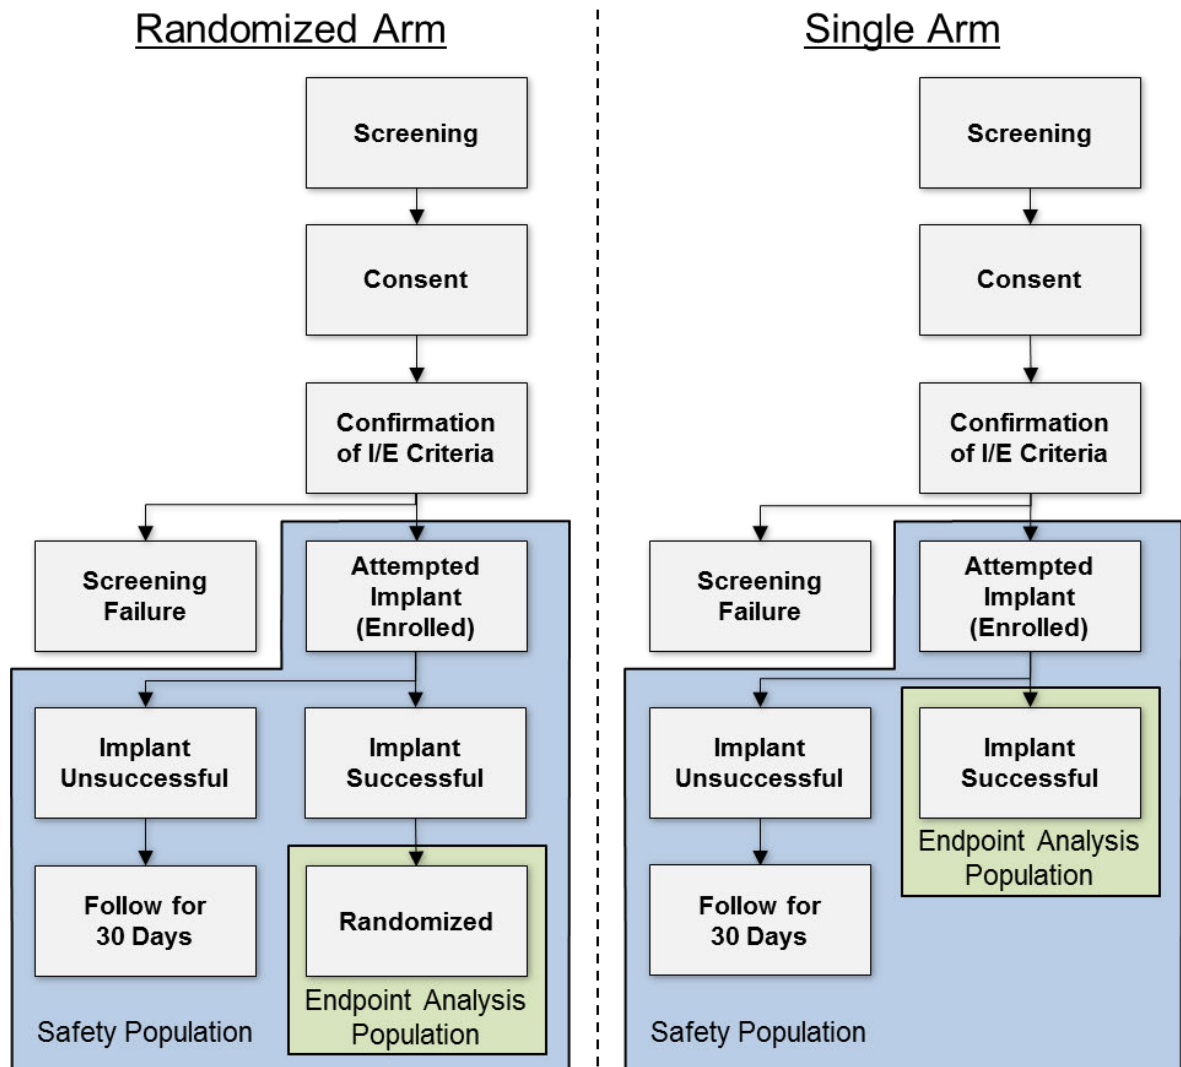 Randomized Arm
Screening
Consent
Confirmation
of I/E Criteria
Screening
Failure
Attempted
Implant
(Enrolled)
Implant
Unsuccessful
Implant
Successful
Follow for
30 Days
Randomized
Endpoint Analysis
Population
Safety Population
Single Arm
Screening
Consent
Confirmation
of I/E Criteria
Screening
Failure
Attempted
Implant
(Enrolled)
Implant
Unsuccessful
Implant
Successful
Endpoint Analysis
Population
Follow for
30 Days
Safety Population